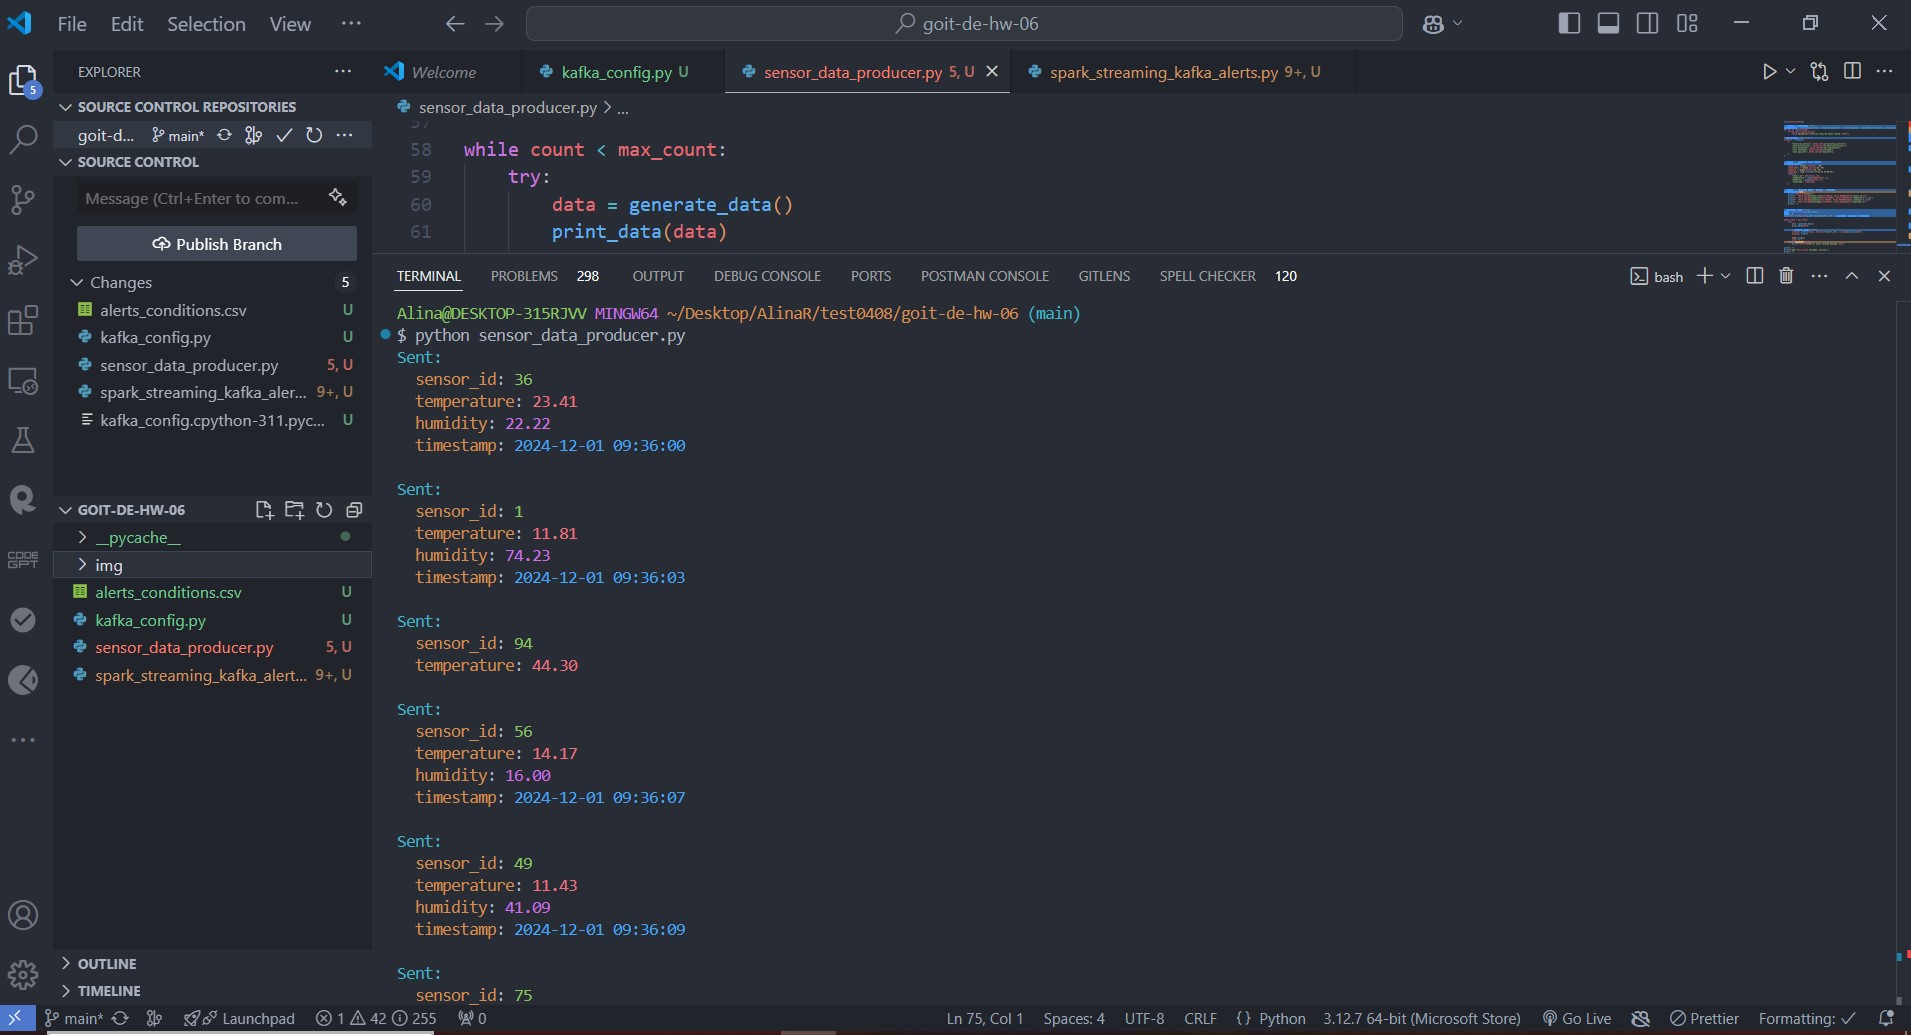 File Edit Selection View ··· goit-de-hw-06
EXPLORER
SOURCE CONTROL REPOSITORIES
goit-d... main*
SOURCE CONTROL
Message (Ctrl+Enter to com...
Publish Branch
Changes 5
alerts_conditions.csv U
kafka_config.py U
sensor_data_producer.py 5, U
spark_streaming_kafka_aler... 9+, U
kafka_config.cpython-311.pyc... U
GOIT-DE-HW-06
__pycache__
img
alerts_conditions.csv U
kafka_config.py U
sensor_data_producer.py 5, U
spark_streaming_kafka_alert... 9+, U
OUTLINE
TIMELINE
5
CODE
GPT
Welcome kafka_config.py U sensor_data_producer.py 5, U spark_streaming_kafka_alerts.py 9+, U
sensor_data_producer.py > ...
57
58 while count < max_count:
59 try:
60 data = generate_data()
61 print_data(data)
TERMINAL PROBLEMS 298 OUTPUT DEBUG CONSOLE PORTS POSTMAN CONSOLE GITLENS SPELL CHECKER 120 bash
Alina@DESKTOP-315RJVV MINGW64 ~/Desktop/AlinaR/test0408/goit-de-hw-06 (main)
$ python sensor_data_producer.py
Sent:
sensor_id: 36
temperature: 23.41
humidity: 22.22
timestamp: 2024-12-01 09:36:00
Sent:
sensor_id: 1
temperature: 11.81
humidity: 74.23
timestamp: 2024-12-01 09:36:03
Sent:
sensor_id: 94
temperature: 44.30
Sent:
sensor_id: 56
temperature: 14.17
humidity: 16.00
timestamp: 2024-12-01 09:36:07
Sent:
sensor_id: 49
temperature: 11.43
humidity: 41.09
timestamp: 2024-12-01 09:36:09
Sent:
sensor_id: 75
main* Launchpad 1 42 255 0 Ln 75, Col 1 Spaces: 4 UTF-8 CRLF {} Python 3.12.7 64-bit (Microsoft Store) Go Live Prettier Formatting: ✓